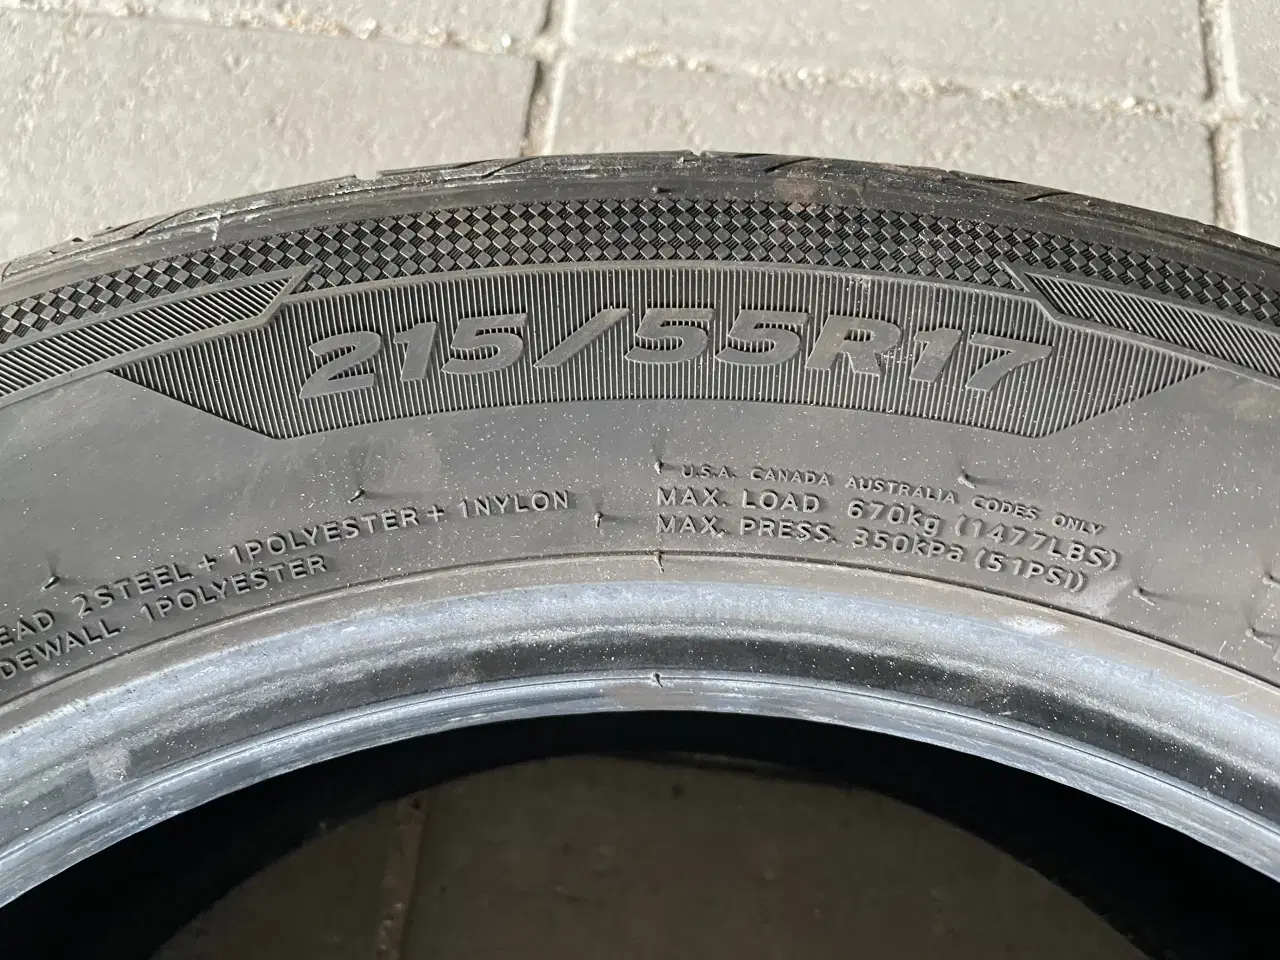 215/55R17
U.S.A. CANADA AUSTRALIA CODES ONLY
MAX. LOAD 670kg (1477LBS)
MAX. PRESS. 350kPa (51PSI)
EAD 2STEEL + 1POLYESTER + 1NYLON
DEWALL 1POLYESTER